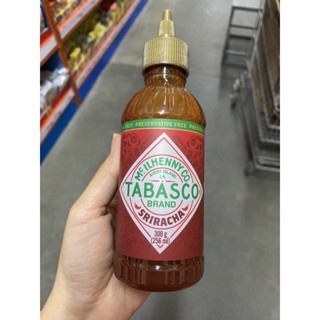 PRESERVATIVE FREE
McILHENNY CO.
AVERY ISLAND
LA.
TABASCO
BRAND
SRIRACHA
300 g
(256 ml)